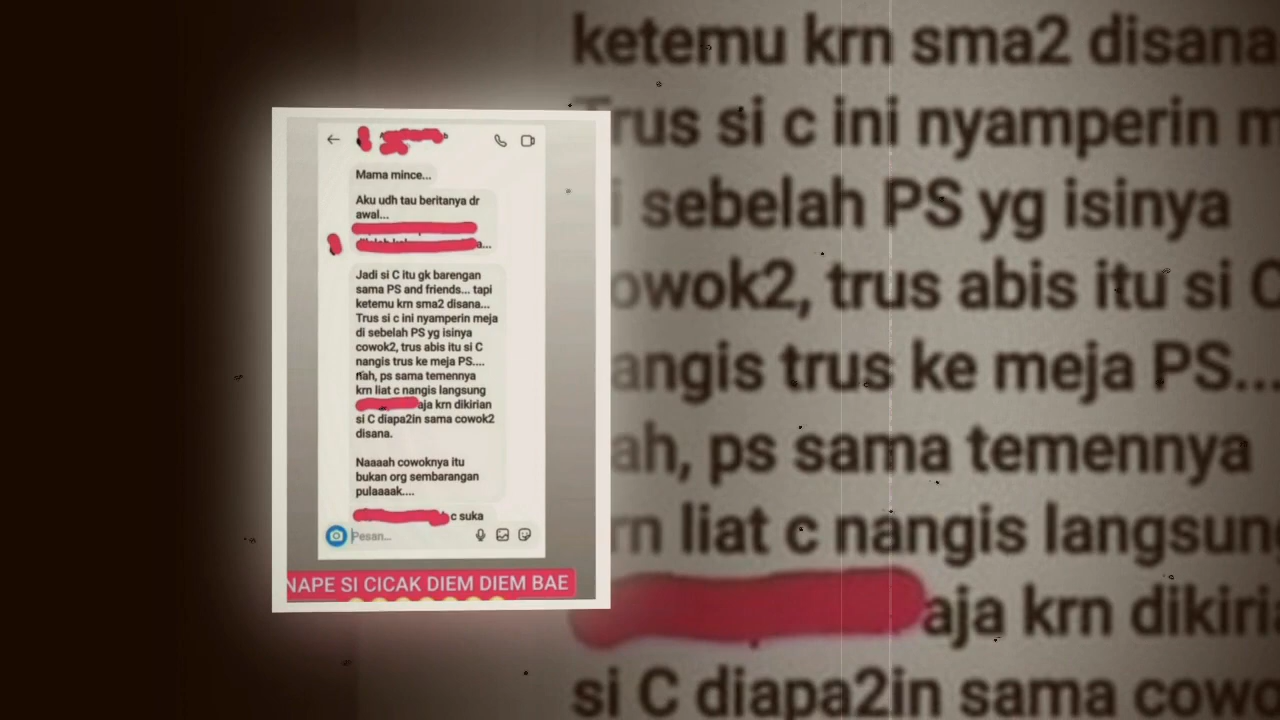 Mama mince...
Aku udh tau beritanya dr
awal...
a...
Jadi si C itu gk barengan
sama PS and friends... tapi
ketemu krn sma2 disana...
Trus si c ini nyamperin meja
di sebelah PS yg isinya
cowok2, trus abis itu si C
nangis trus ke meja PS....
nah, ps sama temennya
krn liat c nangis langsung
aja krn dikirian
si C diapa2in sama cowok2
disana.
Naaaah cowoknya itu
bukan org sembarangan
pulaaaak....
c suka
Pesan...
NAPE SI CICAK DIEM DIEM BAE
ketemu krn sma2 disana
Trus si c ini nyamperin m
i sebelah PS yg isinya
owok2, trus abis itu si C
angis trus ke meja PS...
ah, ps sama temennya
rn liat c nangis langsung
aja krn dikiria
si C diapa2in sama cowo